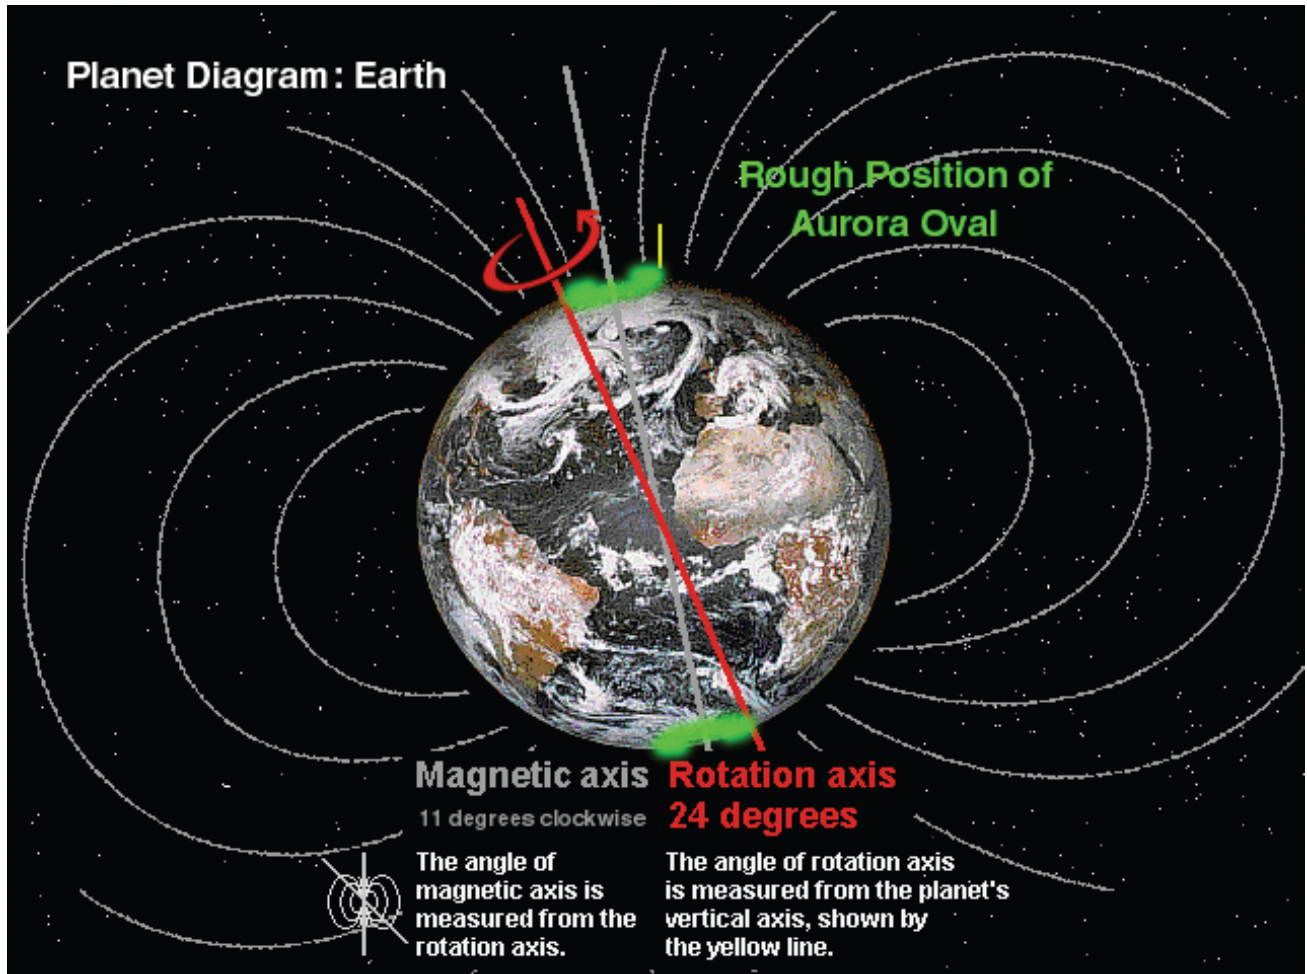 Planet Diagram: Earth
Rough Position of
Aurora Oval
Magnetic axis
11 degrees clockwise
Rotation axis
24 degrees
The angle of
magnetic axis is
measured from the
rotation axis.
The angle of rotation axis
is measured from the planet's
vertical axis, shown by
the yellow line.